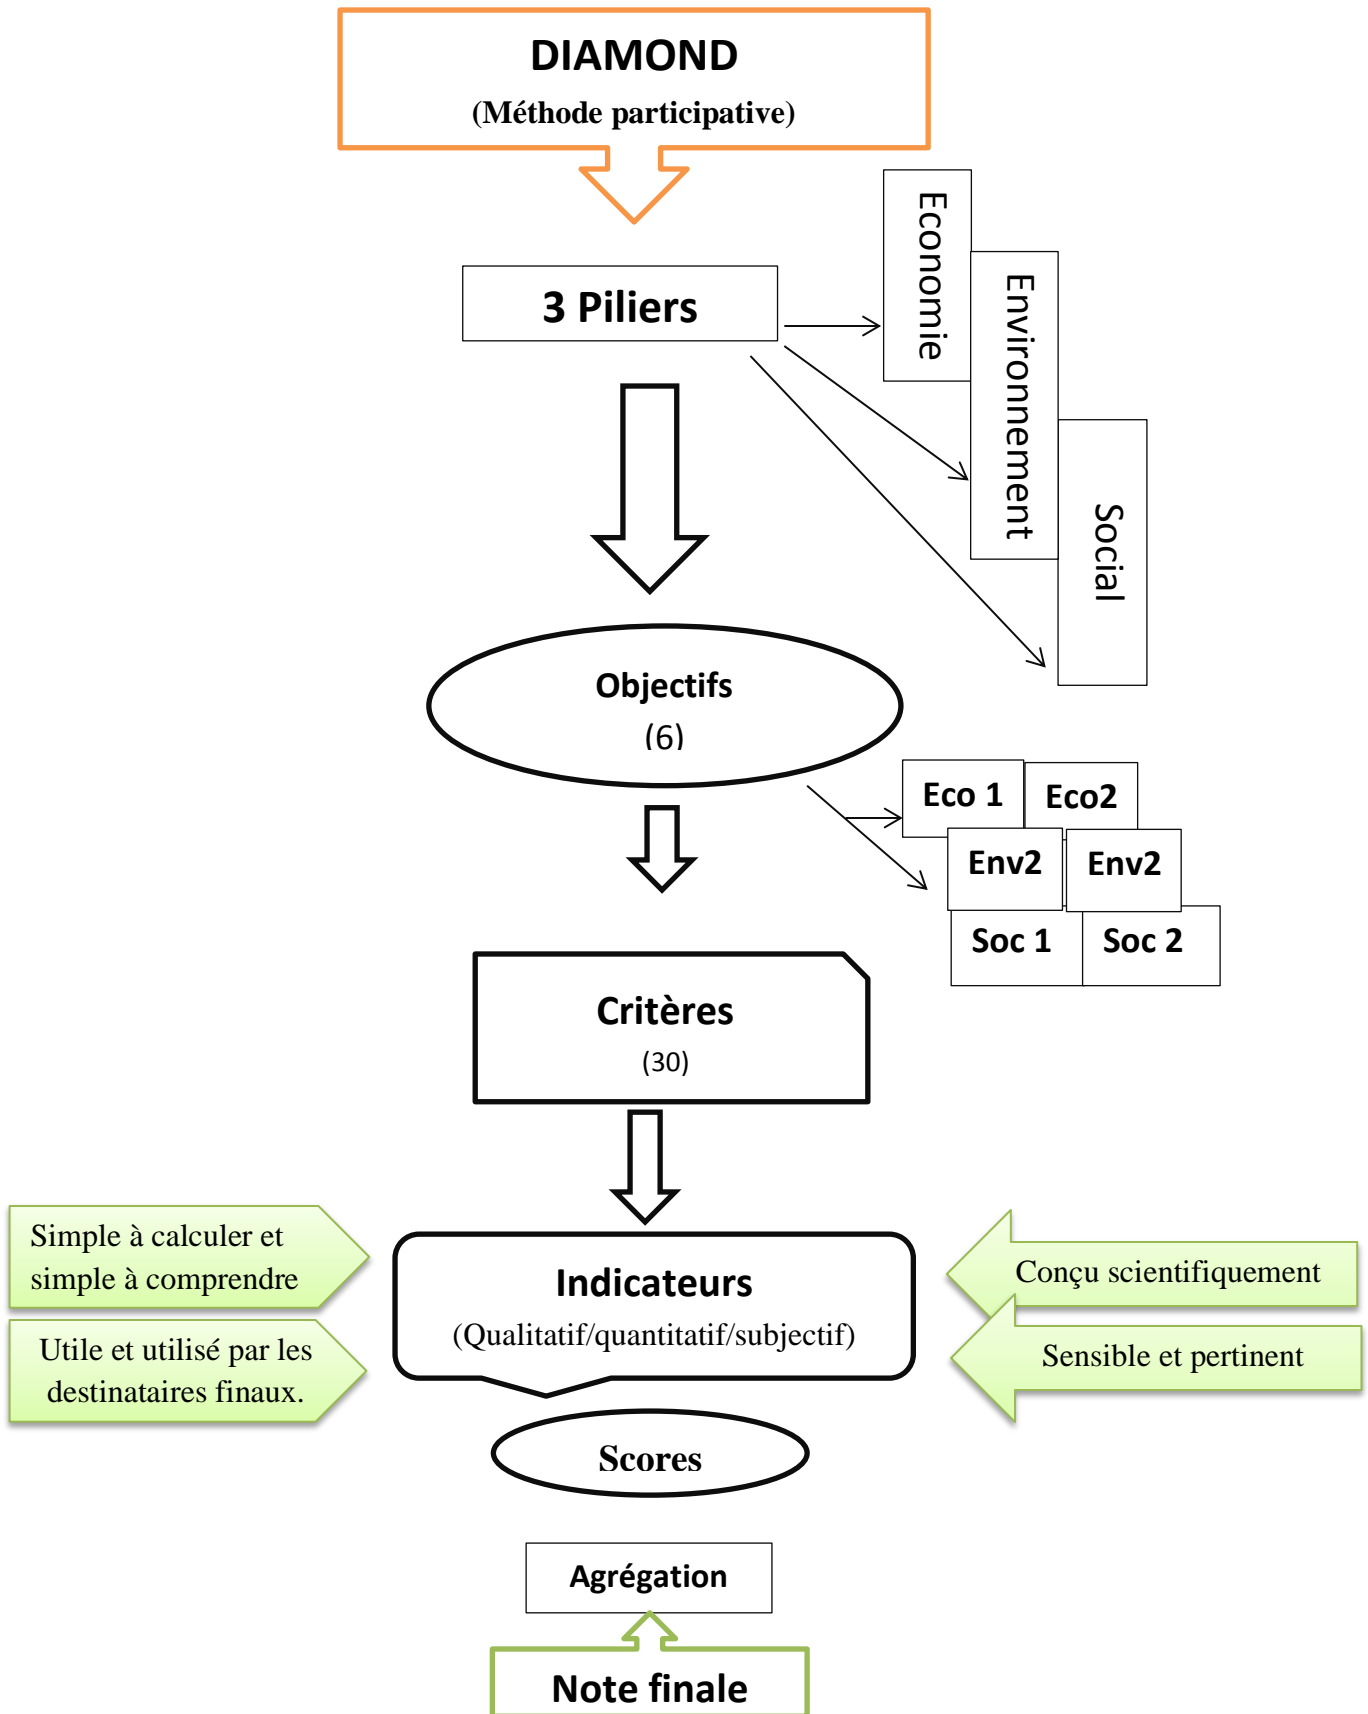 DIAMOND
(Méthode participative)
3 Piliers
Economie
Environnement
Social
Objectifs
(6)
Eco 1
Eco2
Env2
Env2
Soc 1
Soc 2
Critères
(30)
Simple à calculer et
simple à comprendre
Utile et utilisé par les
destinataires finaux.
Indicateurs
(Qualitatif/quantitatif/subjectif)
Conçu scientifiquement
Sensible et pertinent
Scores
Agrégation
Note finale